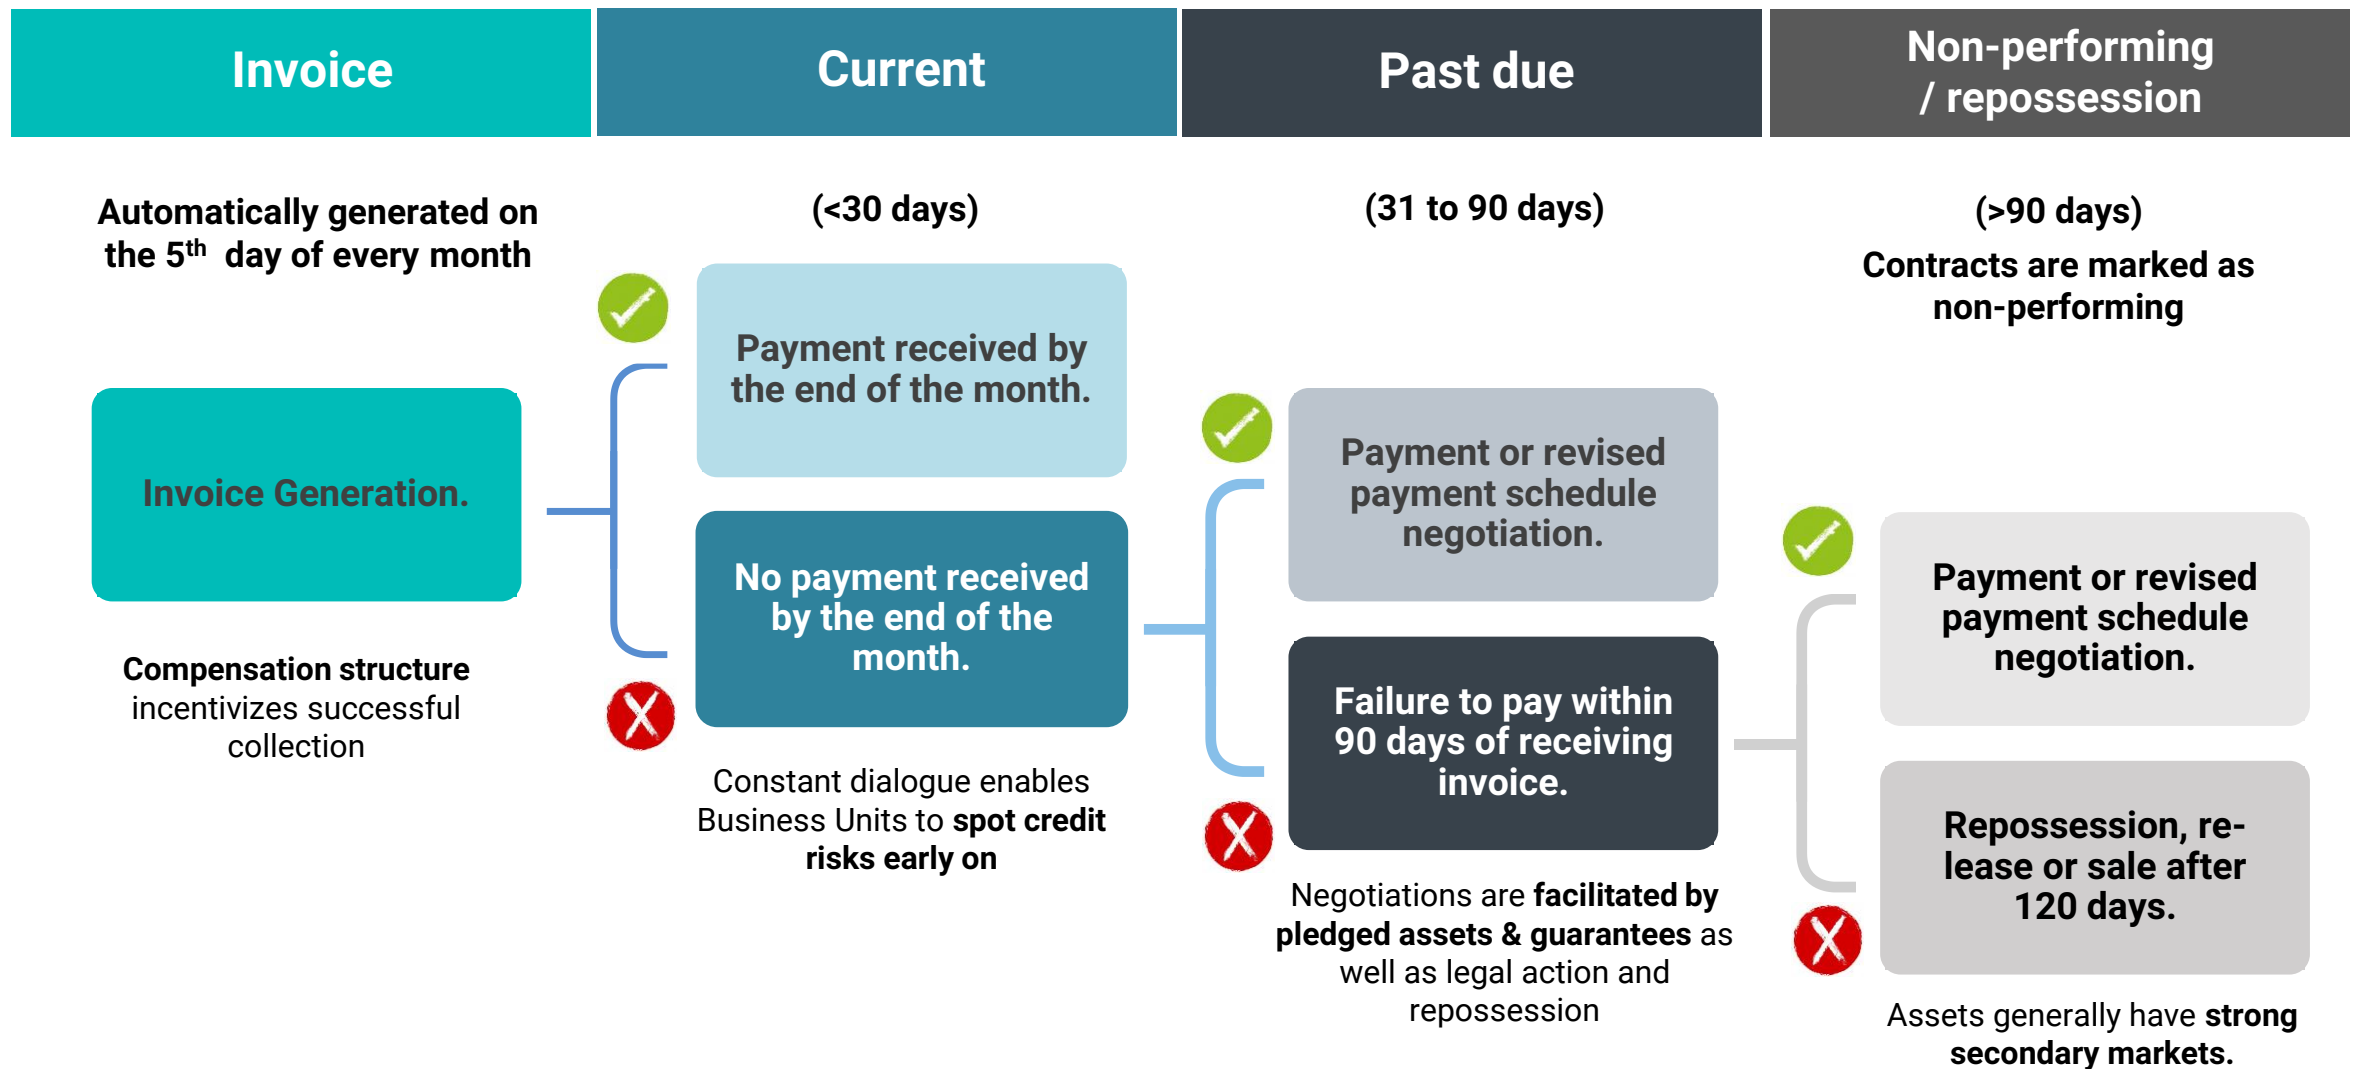 Invoice
Automatically generated on
the 5th day of every month
Invoice Generation.
Compensation structure
incentivizes successful
collection
Current
(<30 days)
Payment received by
the end of the month.
No payment received
by the end of the
month.
Constant dialogue enables
Business Units to spot credit
risks early on
Past due
(31 to 90 days)
Payment or revised
payment schedule
negotiation.
Failure to pay within
90 days of receiving
invoice.
Negotiations are facilitated by
pledged assets & guarantees as
well as legal action and
repossession
Non-performing
/ repossession
(>90 days)
Contracts are marked as
non-performing
Payment or revised
payment schedule
negotiation.
Repossession, re-
lease or sale after
120 days.
Assets generally have strong
secondary markets.